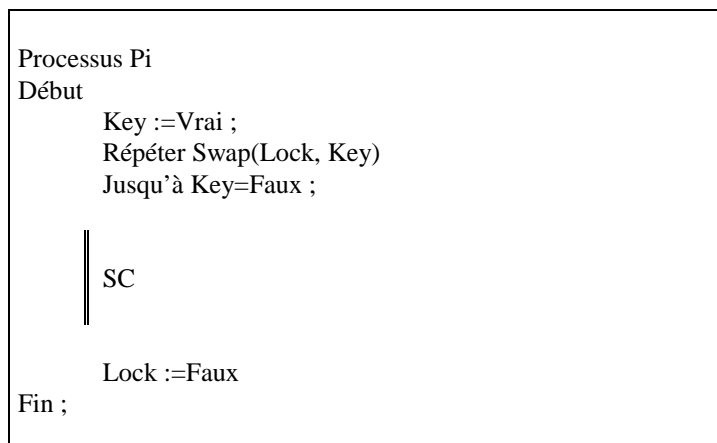 Processus Pi
Début
Key :=Vrai ;
Répéter Swap(Lock, Key)
Jusqu’à Key=Faux ;
SC
Lock :=Faux
Fin ;